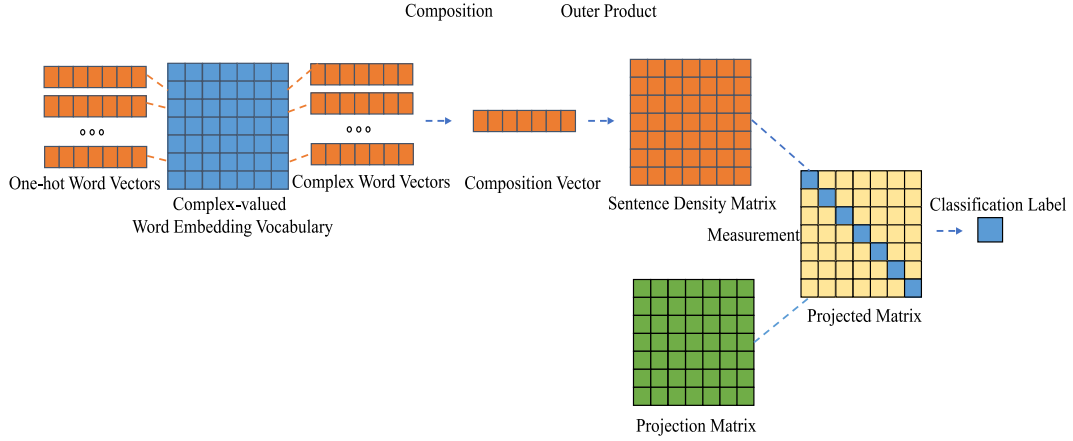 Composition
Outer Product
One-hot Word Vectors
Complex-valued
Word Embedding Vocabulary
Complex Word Vectors
Composition Vector
Sentence Density Matrix
Measurement
Classification Label
Projected Matrix
Projection Matrix